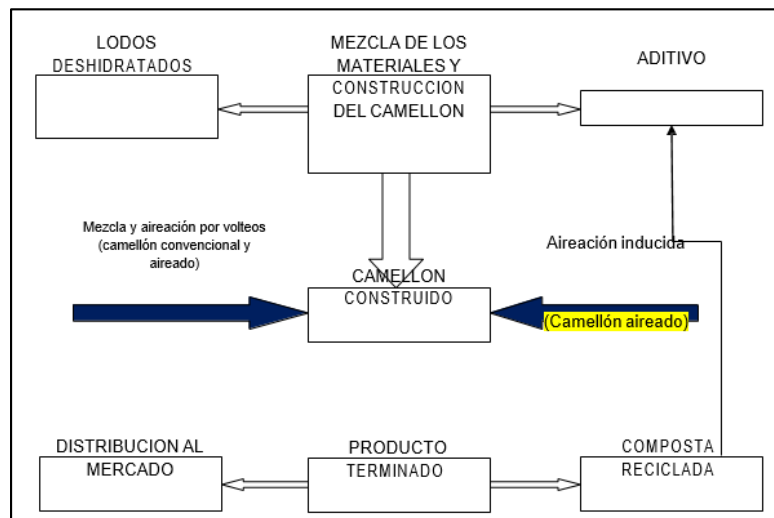 LODOS
DESHIDRATADOS
MEZCLA DE LOS
MATERIALES Y
CONSTRUCCION
DEL CAMELLON
ADITIVO
Mezcla y aireación por volteos
(camellón convencional y
aireado)
Aireación inducida
CAMELLON
CONSTRUIDO
(Camellón aireado)
DISTRIBUCION AL
MERCADO
PRODUCTO
TERMINADO
COMPOSTA
RECICLADA